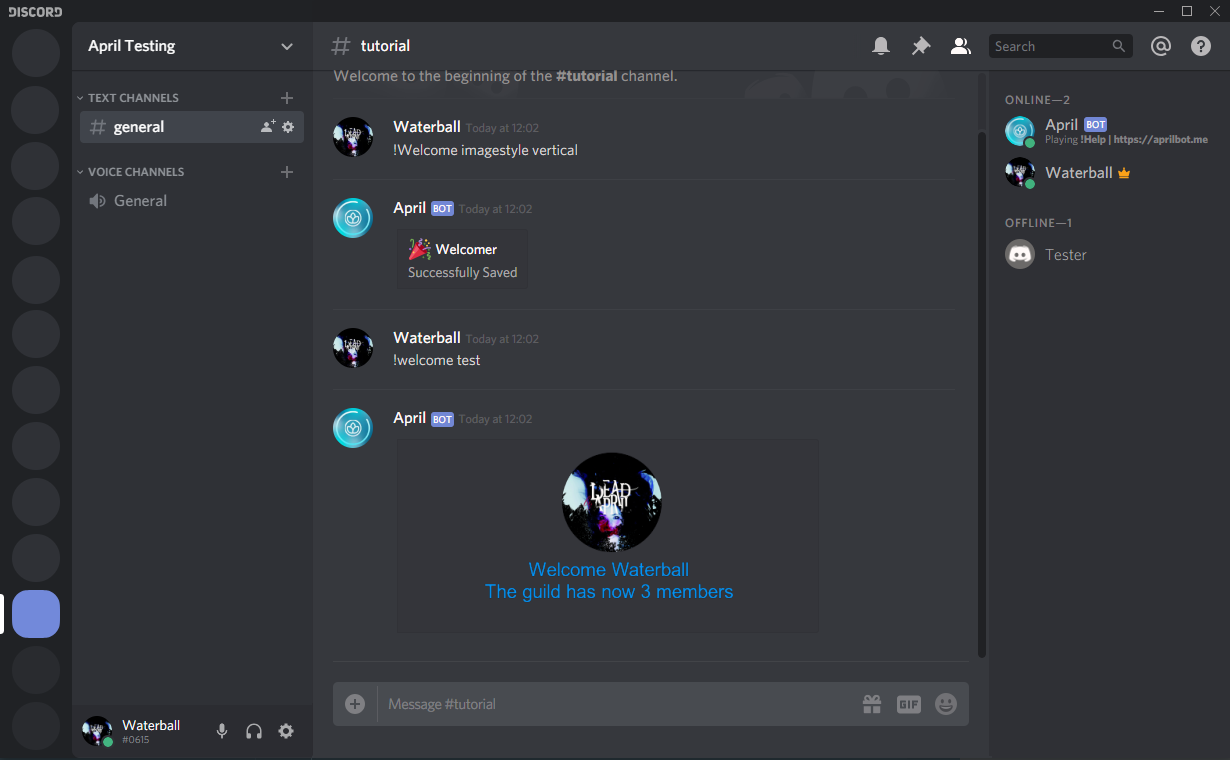 DISCORD
April Testing
TEXT CHANNELS
# general
VOICE CHANNELS
General
Waterball
#0615
# tutorial
Search
Welcome to the beginning of the #tutorial channel.
Waterball Today at 12:02
!Welcome imagestyle vertical
April BOT Today at 12:02
Welcomer
Successfully Saved
Waterball Today at 12:02
!welcome test
April BOT Today at 12:02
DEAD
APRIL
Welcome Waterball
The guild has now 3 members
Message #tutorial
GIF
ONLINE—2
April BOT
Playing !Help | https://aprilbot.me
Waterball
OFFLINE—1
Tester